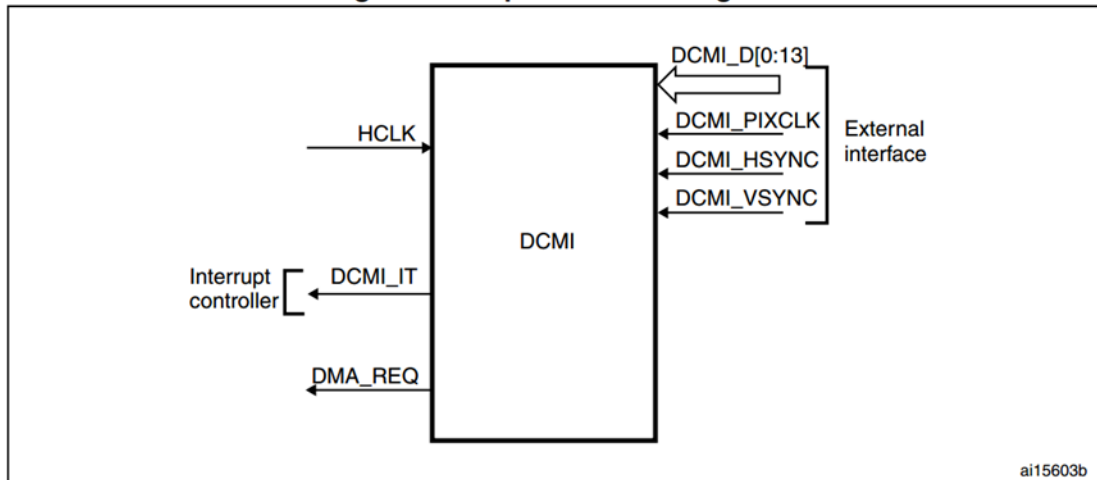 DCMI_D[0:13]
DCMI_PIXCLK
External
interface
HCLK
DCMI_HSYNC
DCMI_VSYNC
DCMI
Interrupt
controller
DCMI_IT
DMA_REQ
ai15603b